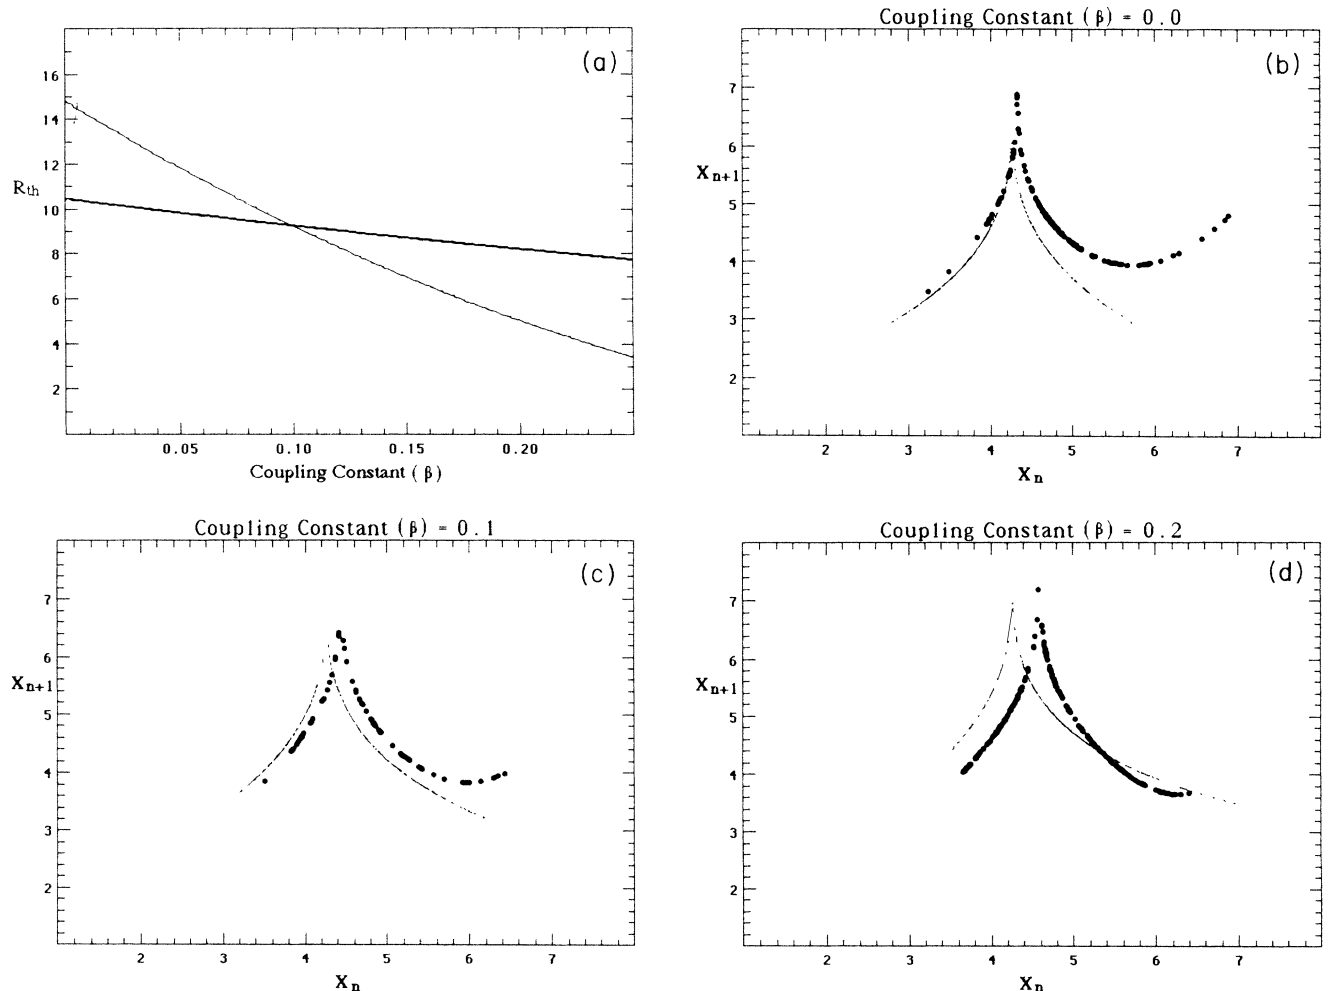 (a)
16
14
12
Rth
10
8
6
4
2
0.05 0.10 0.15 0.20
Coupling Constant (β)
Coupling Constant (β) = 0.0
(b)
7
6
Xn+1
5
4
3
2
2 3 4 5 6 7
Xn
Coupling Constant (β) = 0.1
(c)
7
6
Xn+1
5
4
3
2
2 3 4 5 6 7
Xn
Coupling Constant (β) = 0.2
(d)
7
6
Xn+1
5
4
3
2
2 3 4 5 6 7
Xn